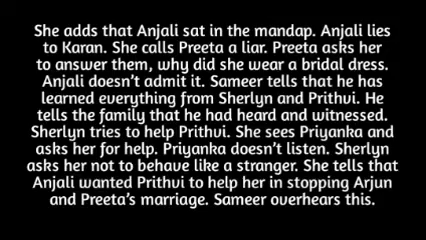 She adds that Anjali sat in the mandap. Anjali lies
to Karan. She calls Preeta a liar. Preeta asks her
to answer them, why did she wear a bridal dress.
Anjali doesn’t admit it. Sameer tells that he has
learned everything from Sherlyn and Prithvi. He
tells the family that he had heard and witnessed.
Sherlyn tries to help Prithvi. She sees Priyanka and
asks her for help. Priyanka doesn’t listen. Sherlyn
asks her not to behave like a stranger. She tells that
Anjali wanted Prithvi to help her in stopping Arjun
and Preeta’s marriage. Sameer overhears this.